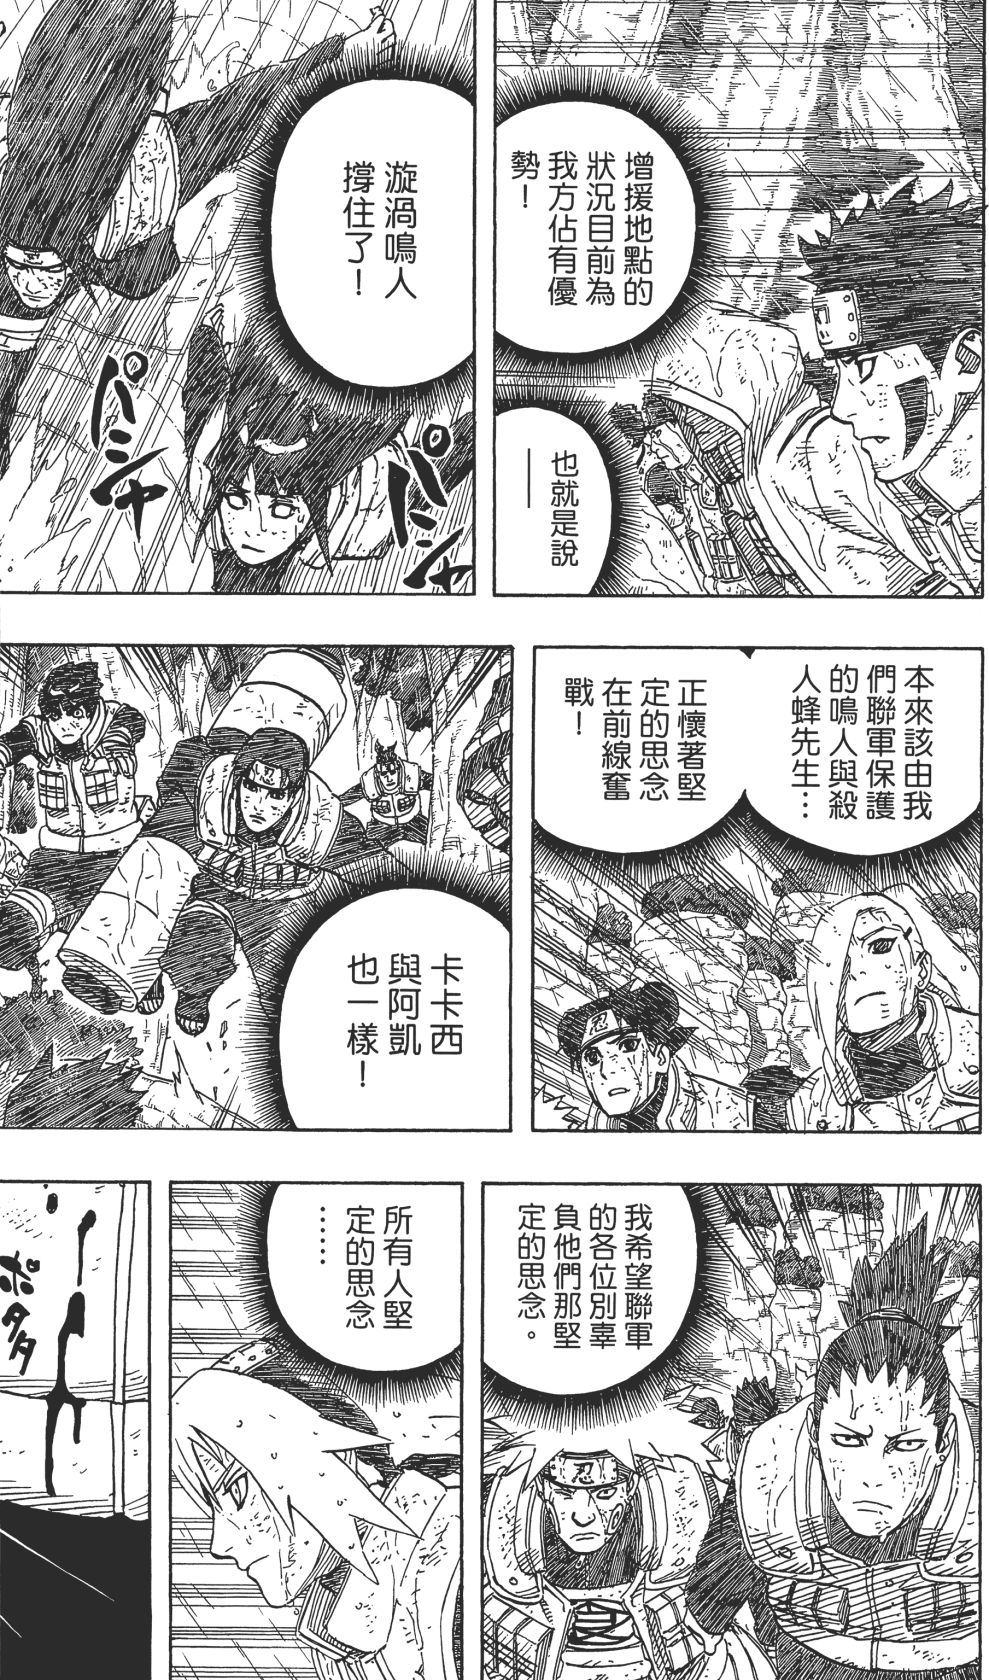 增援地點的
狀況目前為
我方佔有優
勢！
也就是說
——
漩渦鳴人
撐住了！
パシャ
パシャ
本來該由我
們聯軍保護
的鳴人與殺
人蜂先生…
正懷著堅
定的思念
在前線奮
戰！
卡卡西
與阿凱
也一樣！
我希望聯軍
的各位別辜
負他們那堅
定的思念。
所有人堅
定的思念
……
ポタタ